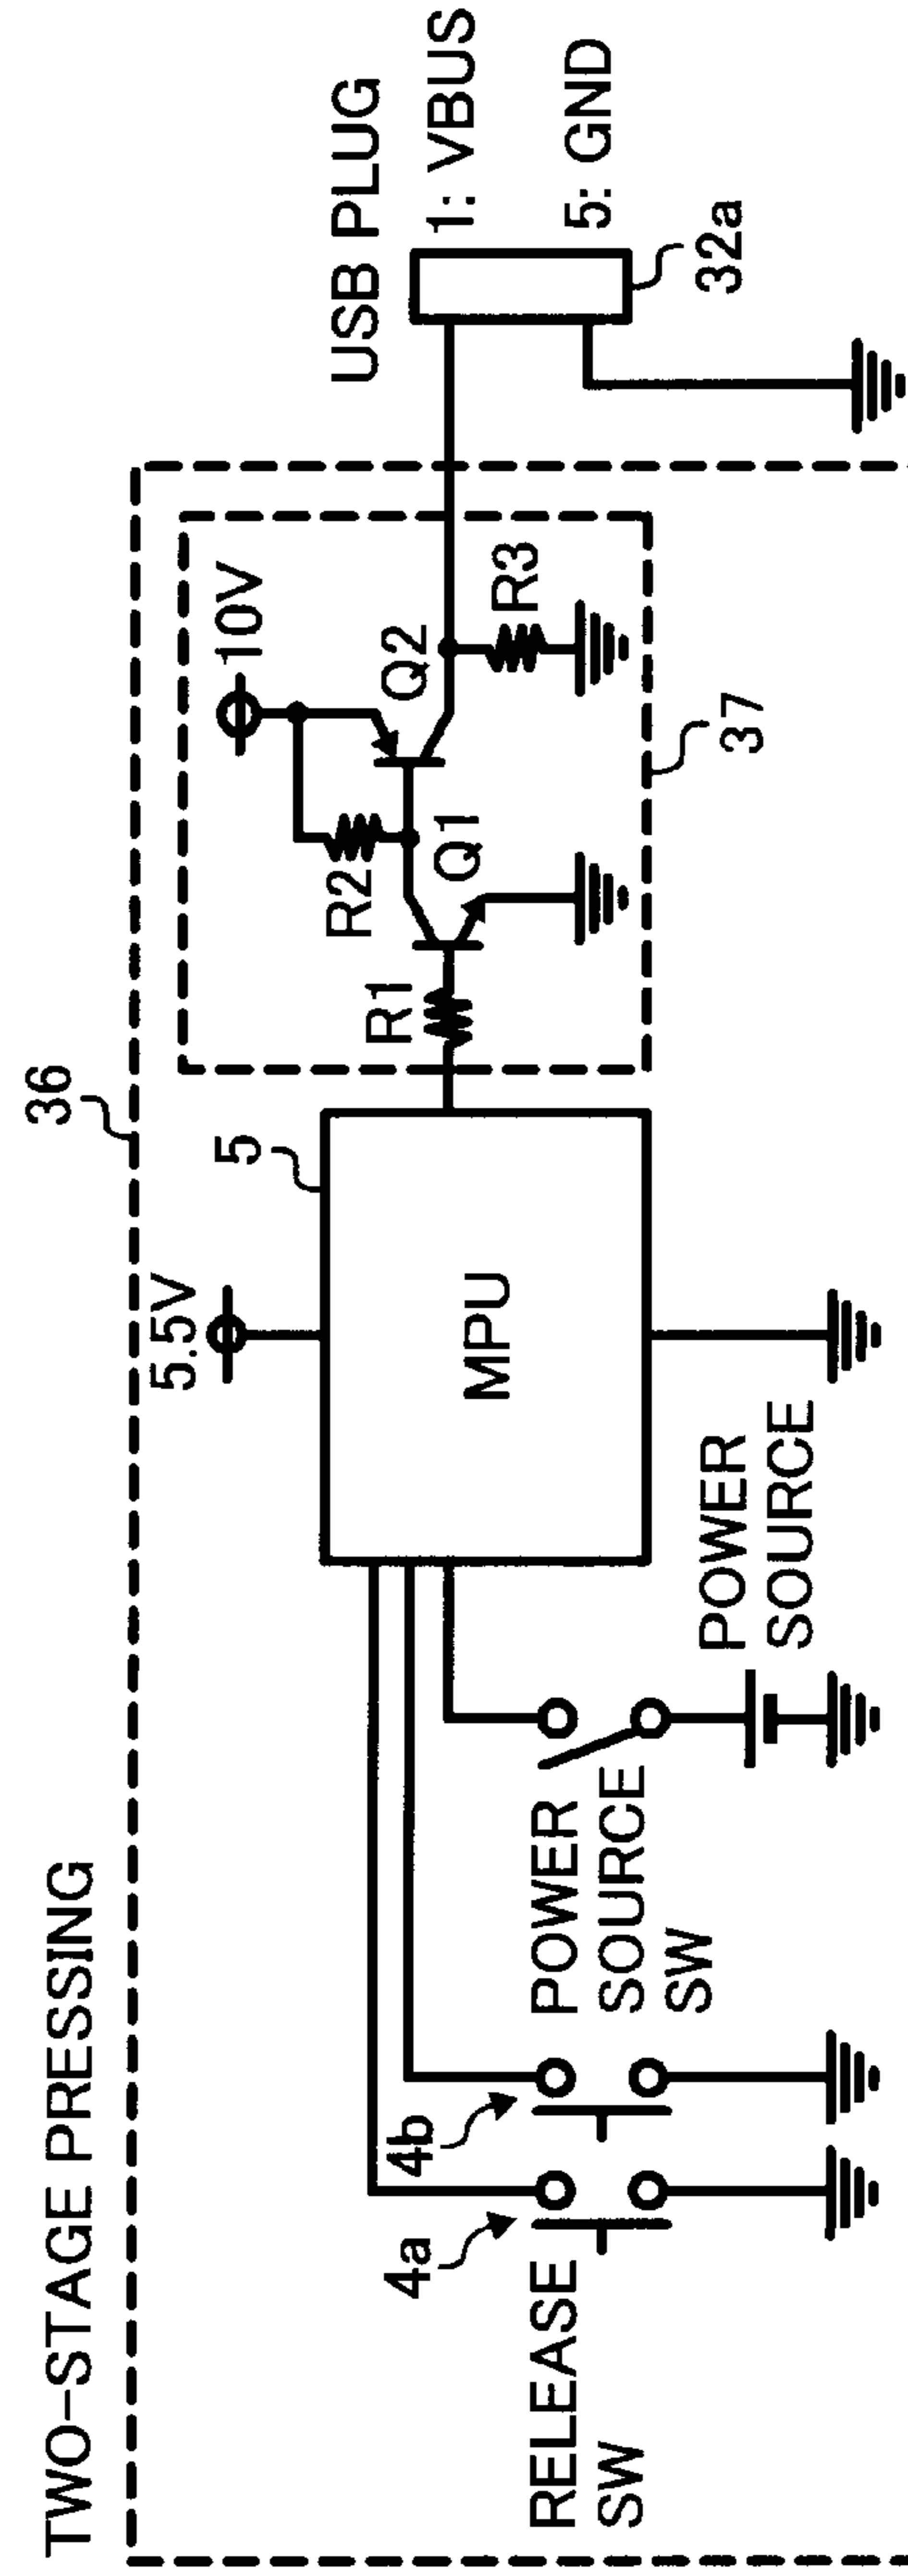 TWO-STAGE PRESSING
36
5.5V
5
MPU
10V
R2
Q2
R1
Q1
R3
37
USB PLUG
1: VBUS
5: GND
32a
4a
4b
RELEASE
SW
POWER
SOURCE
SW
POWER
SOURCE